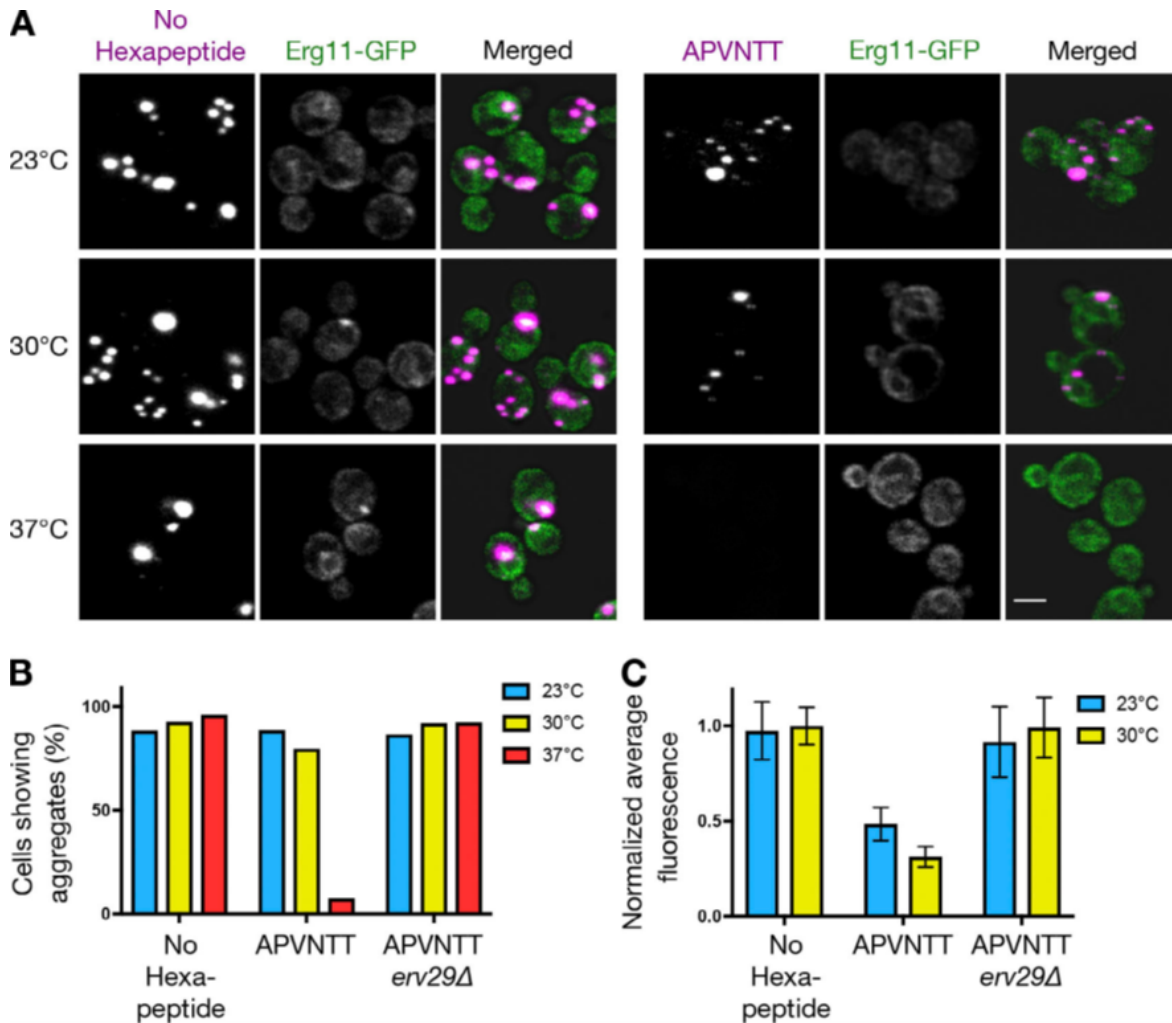 A
No
Hexapeptide
Erg11-GFP
Merged
APVNTT
Erg11-GFP
Merged
23°C
30°C
37°C
B
Cells showing
aggregates (%)
100
50
0
No
Hexa-
peptide
APVNTT
APVNTT
erv29Δ
23°C
30°C
37°C
C
Normalized average
fluorescence
1.0
0.5
0.0
No
Hexa-
peptide
APVNTT
APVNTT
erv29Δ
23°C
30°C